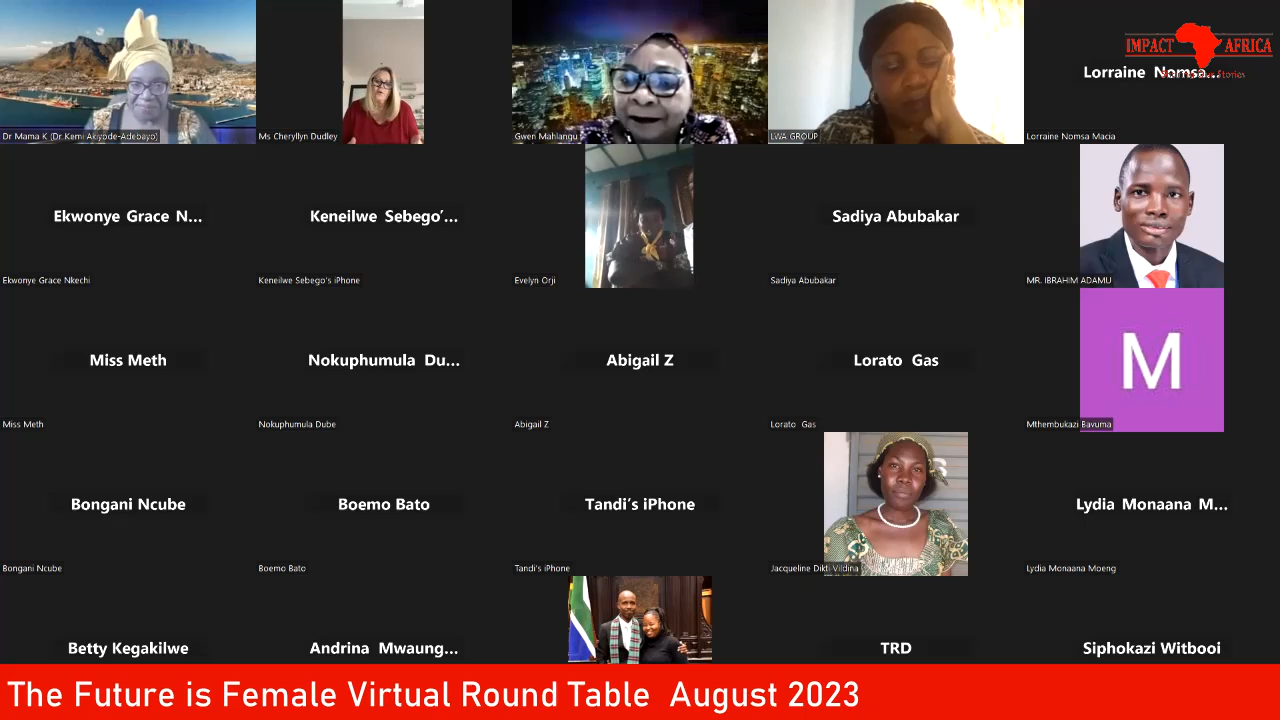 IMPACT AFRICA
Dr Mama K (Dr Kemi Akiyode-Adebayo)
Ms Cheryllyn Dudley
Gwen Mahlangu
LWA GROUP
Lorraine Nomsa...
Lorraine Nomsa Macia
Ekwonye Grace N...
Ekwonye Grace Nkechi
Keneilwe Sebego'...
Keneilwe Sebego's iPhone
Evelyn Orji
Sadiya Abubakar
Sadiya Abubakar
MR. IBRAHIM ADAMU
Miss Meth
Miss Meth
Nokuphumula Du...
Nokuphumula Dube
Abigail Z
Abigail Z
Lorato Gas
Lorato Gas
M
Mthembukazi Bavuma
Bongani Ncube
Bongani Ncube
Boemo Bato
Boemo Bato
Tandi's iPhone
Tandi's iPhone
Jacqueline Dikti Vildina
Lydia Monaana M...
Lydia Monaana Moeng
Betty Kegakilwe
Andrina Mwaung...
TRD
Siphokazi Witbooi
The Future is Female Virtual Round Table August 2023